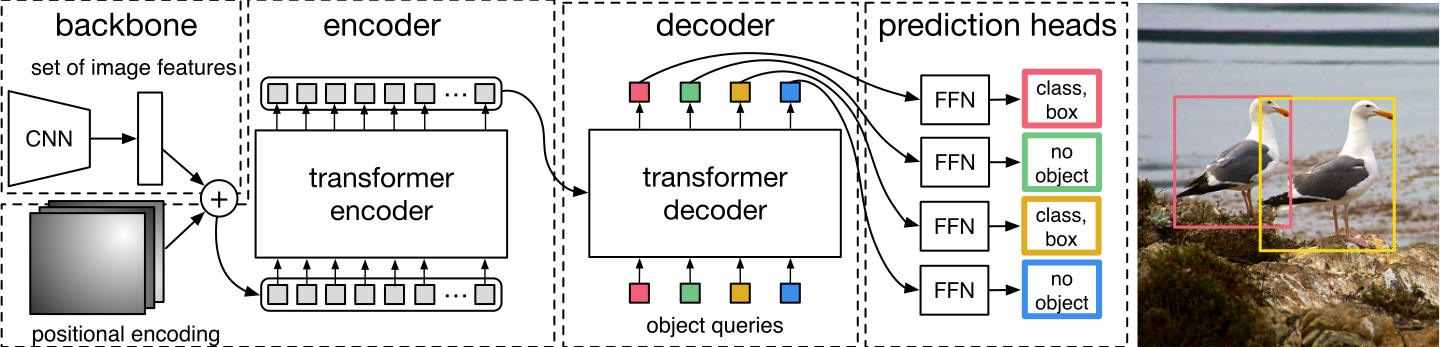 backbone
set of image features
CNN
+
positional encoding
encoder
...
transformer
encoder
...
decoder
transformer
decoder
object queries
prediction heads
FFN
class,
box
FFN
no
object
FFN
class,
box
FFN
no
object